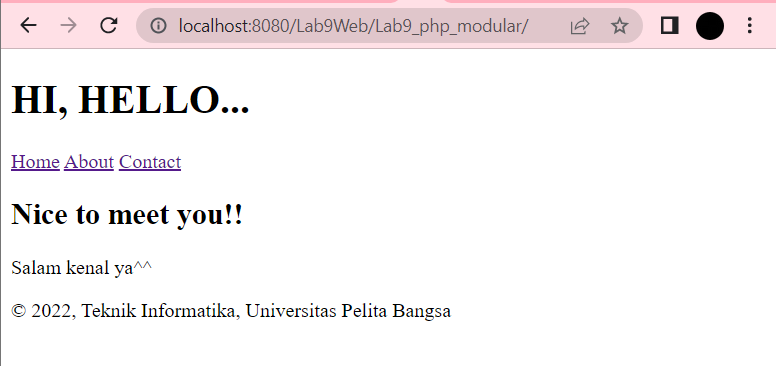 localhost:8080/Lab9Web/Lab9_php_modular/
HI, HELLO...
Home About Contact
Nice to meet you!!
Salam kenal ya^^
© 2022, Teknik Informatika, Universitas Pelita Bangsa